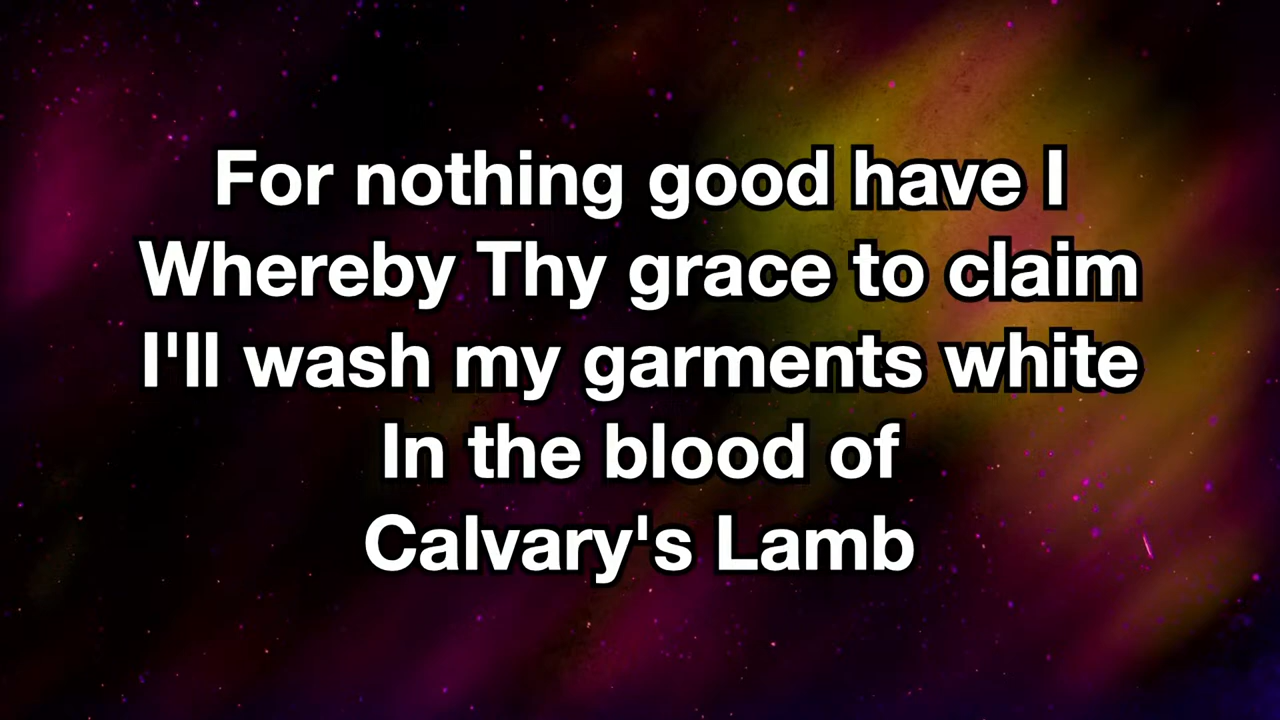 For nothing good have I
Whereby Thy grace to claim
I'll wash my garments white
In the blood of
Calvary's Lamb